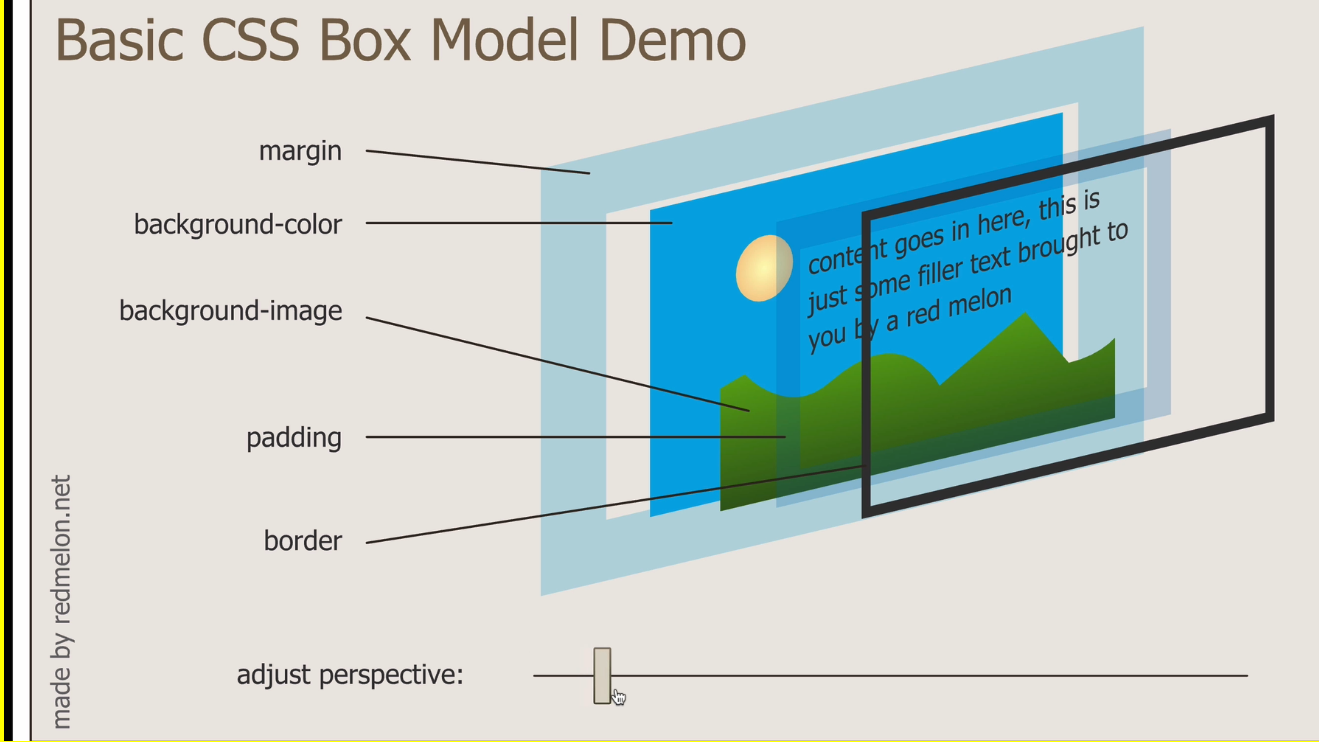 Basic CSS Box Model Demo
margin
background-color
background-image
padding
border
content goes in here, this is
just some filler text brought to
you by a red melon
adjust perspective:
made by redmelon.net